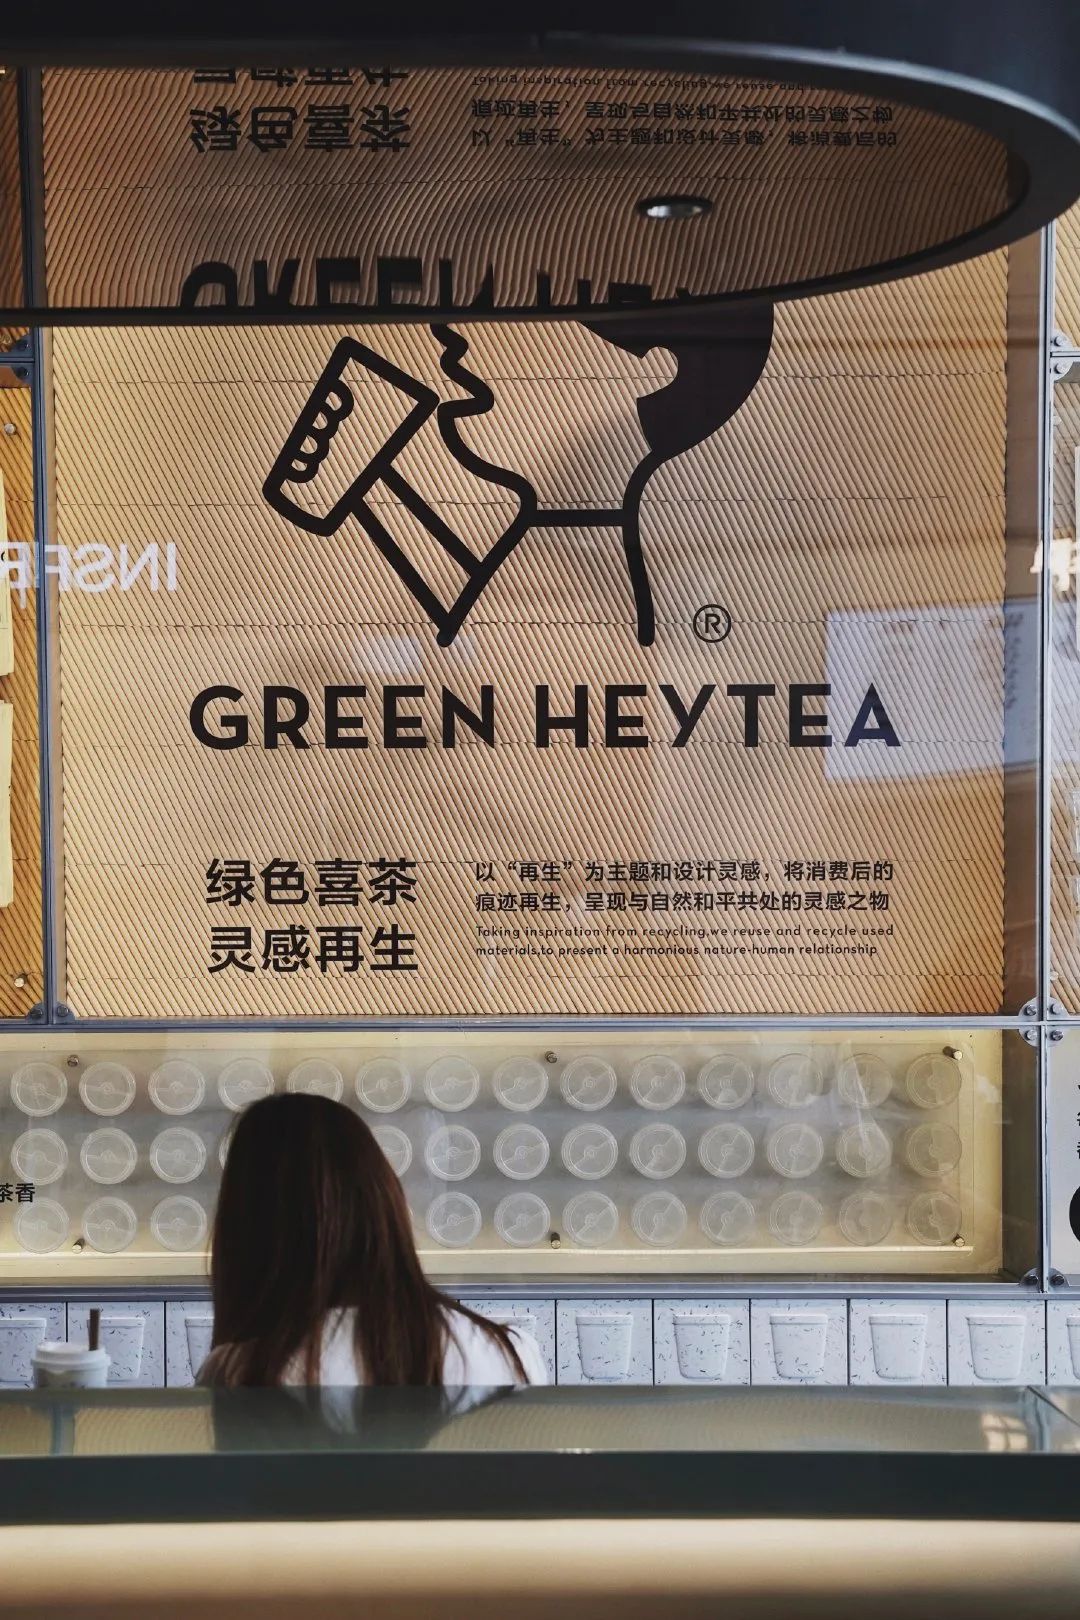 ®
GREEN HEYTEA
绿色喜茶
灵感再生
以“再生”为主题和设计灵感，将消费后的
痕迹再生，呈现与自然和平共处的灵感之物
Taking inspiration from recycling,we reuse and recycle used
materials,to present a harmonious nature-human relationship
茶香